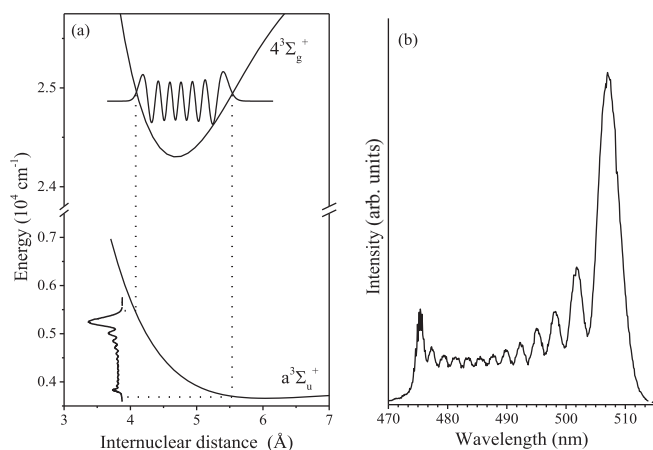 (a)
4³Σg⁺
2.5
2.4
0.7
0.6
0.5
0.4
Energy (10⁴ cm⁻¹)
a³Σu⁺
3 4 5 6 7
Internuclear distance (Å)
(b)
Intensity (arb. units)
470 480 490 500 510
Wavelength (nm)